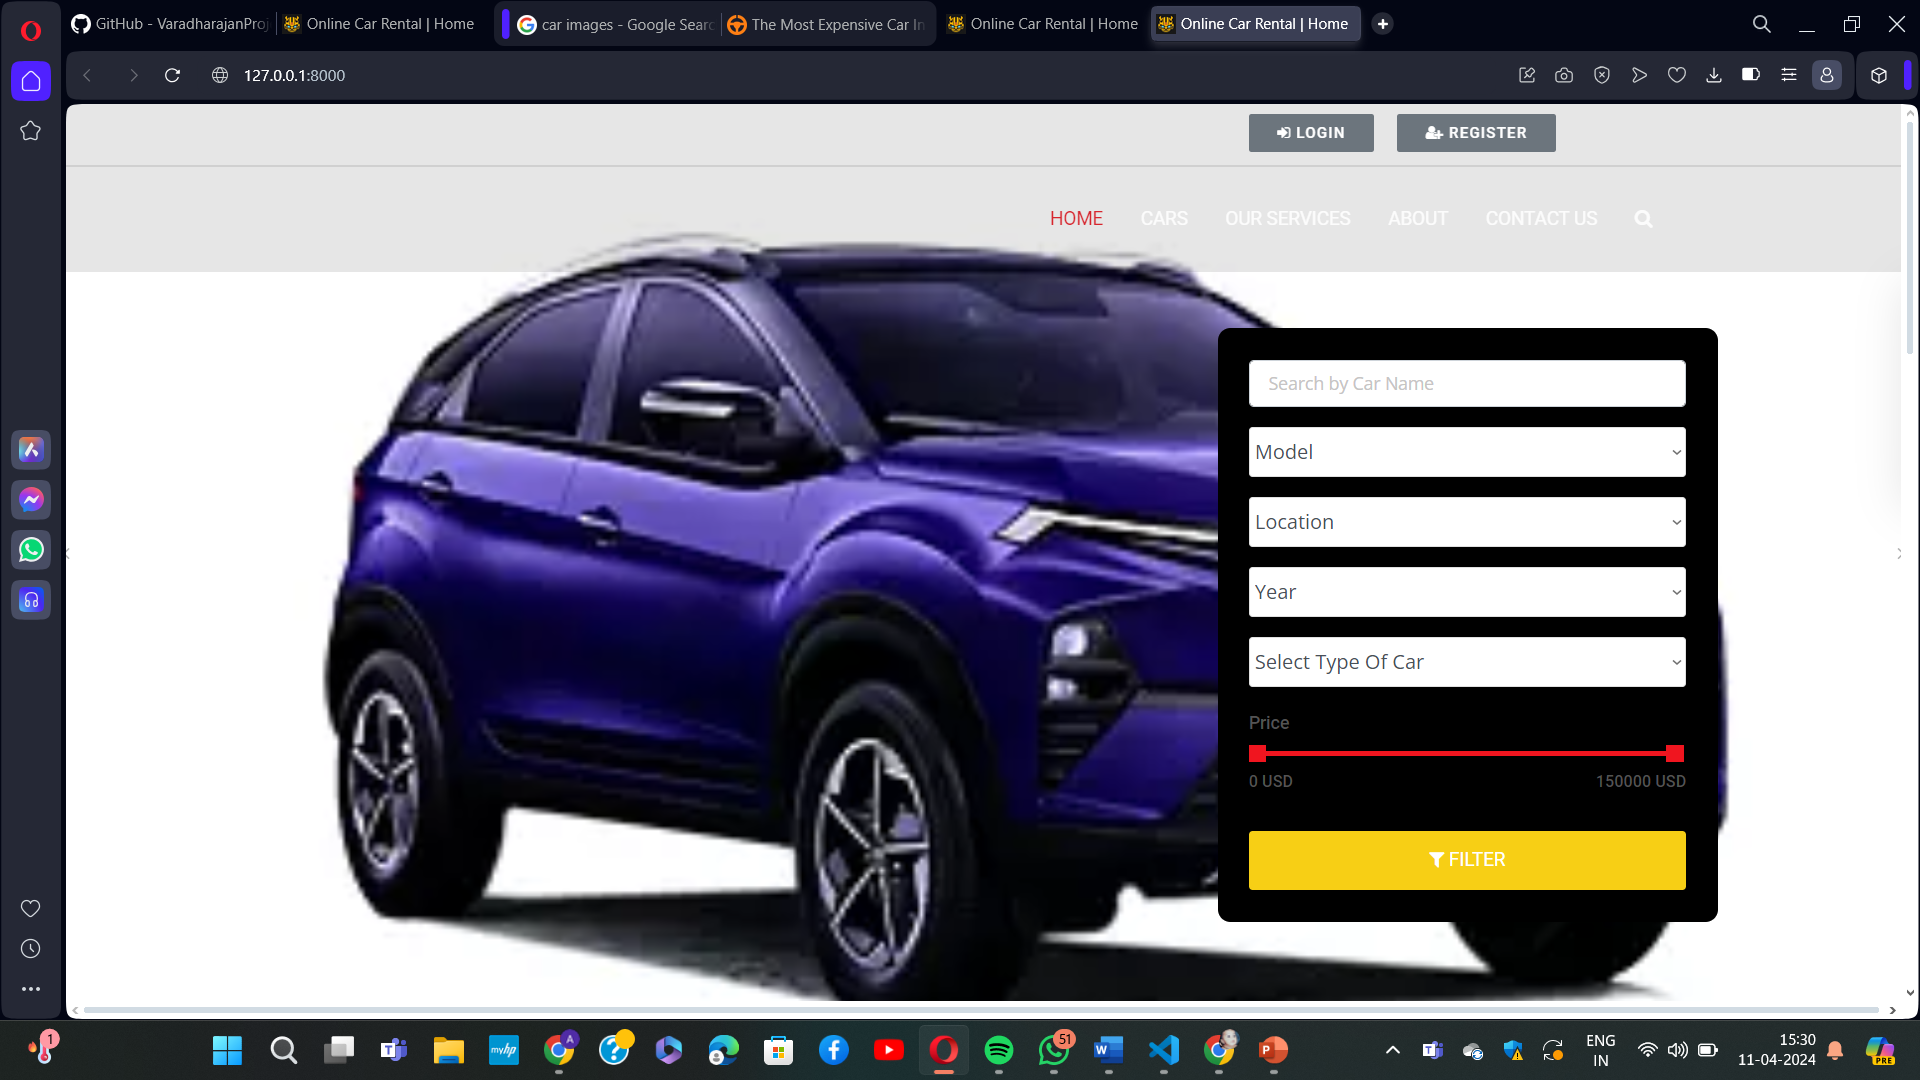 GitHub - VaradharajanProj
Online Car Rental | Home
car images - Google Searc
The Most Expensive Car In
Online Car Rental | Home
Online Car Rental | Home
127.0.0.1:8000
LOGIN
REGISTER
HOME
CARS
OUR SERVICES
ABOUT
CONTACT US
Search by Car Name
Model
Location
Year
Select Type Of Car
Price
0 USD
150000 USD
FILTER
1
myhp
A
51
ENG
IN
15:30
11-04-2024
PRE